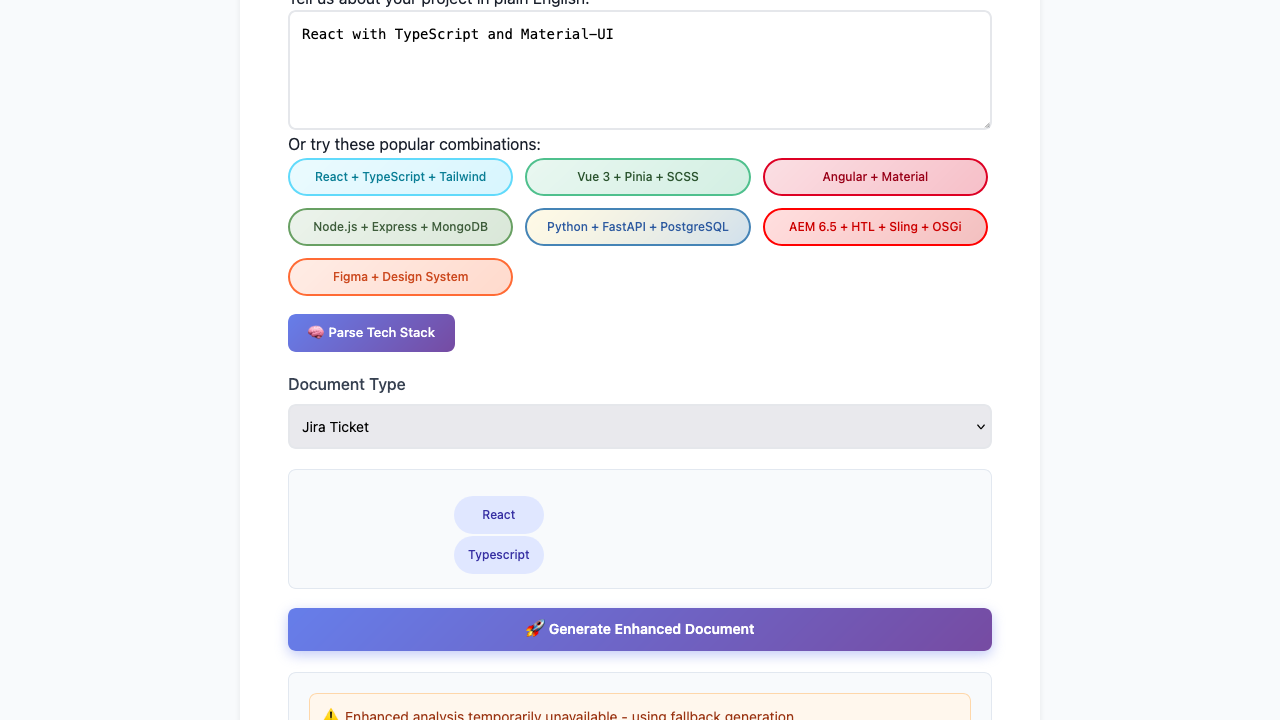 Tell us about your project in plain English:
React with TypeScript and Material-UI
Or try these popular combinations:
React + TypeScript + Tailwind
Vue 3 + Pinia + SCSS
Angular + Material
Node.js + Express + MongoDB
Python + FastAPI + PostgreSQL
AEM 6.5 + HTL + Sling + OSGi
Figma + Design System
🧠 Parse Tech Stack
Document Type
Jira Ticket
React
Typescript
🚀 Generate Enhanced Document
⚠️ Enhanced analysis temporarily unavailable - using fallback generation